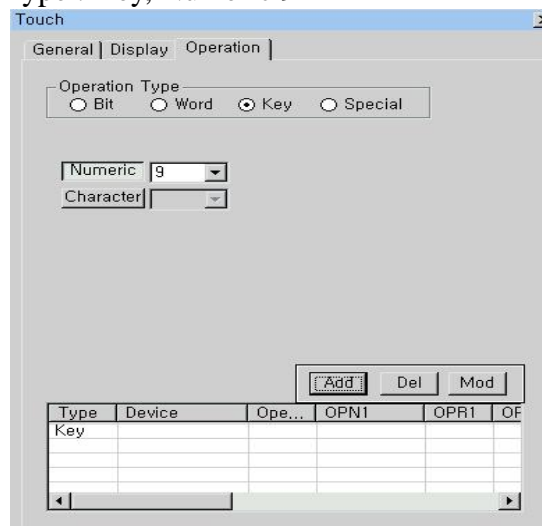 Touch
General Display Operation
Operation Type
Bit Word Key Special
Numeric 9
Character
Add Del Mod
Type Device Ope... OPN1 OPR1 OF
Key